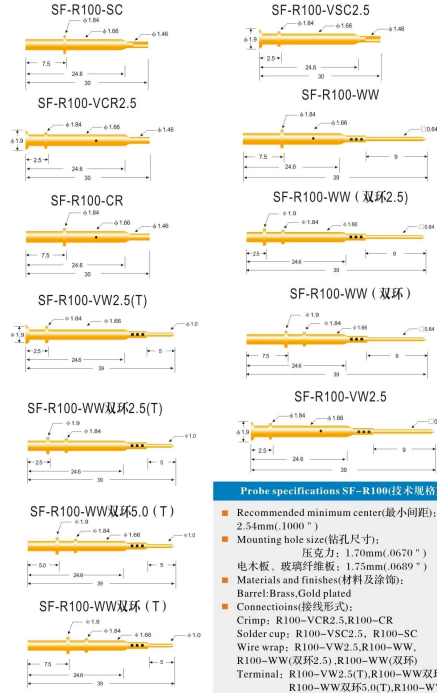 SF-R100-SC
φ1.84
φ1.66
φ1.46
7.5
24.6
30
SF-R100-VCR2.5
φ1.84
φ1.66
φ1.46
φ1.9
2.5
24.6
30
SF-R100-CR
φ1.84
φ1.66
φ1.46
7.5
24.6
30
SF-R100-VW2.5(T)
φ1.84
φ1.66
φ1.0
φ1.9
2.5
5
24.6
39
SF-R100-WW双环2.5(T)
φ1.9
φ1.84
φ1.0
2.5
5
24.6
39
SF-R100-WW双环5.0 ( T )
φ1.9
φ1.84
φ1.66
φ1.0
5.0
5
24.6
39
SF-R100-WW双环 ( T )
φ1.9
φ1.84
φ1.66
φ1.0
7.5
5
24.6
39
SF-R100-VSC2.5
φ1.84
φ1.66
φ1.46
φ1.9
2.5
24.6
30
SF-R100-WW
φ1.84
φ1.66
□0.64
7.5
9
24.6
39
SF-R100-WW ( 双环2.5)
φ1.9
φ1.84
φ1.66
□0.64
2.5
9
24.6
39
SF-R100-WW ( 双环)
φ1.9
φ1.84
φ1.66
□0.64
7.5
9
24.6
39
SF-R100-VW2.5
φ1.84
φ1.66
φ1.9
2.5
9
24.6
39
Probe specifications SF-R100(技术规格
■ Recommended minimum center(最小间距):
2.54mm(.1000 " )
■ Mounting hole size(钻孔尺寸):
压克力: 1.70mm(.0670 " )
电木板、玻璃纤维板: 1.75mm(.0689 " )
■ Materials and finishes(材料及涂饰):
Barrel:Brass,Gold plated
■ Connectioins(接线形式):
Crimp: R100-VCR2.5,R100-CR
Solder cup: R100-VSC2.5, R100-SC
Wire wrap: R100-VW2.5,R100-WW,
R100-WW(双环2.5) ,R100-WW(双环)
Terminal: R100-VW2.5(T),R100-WW双环
R100-WW双环5.0(T),R100-WW